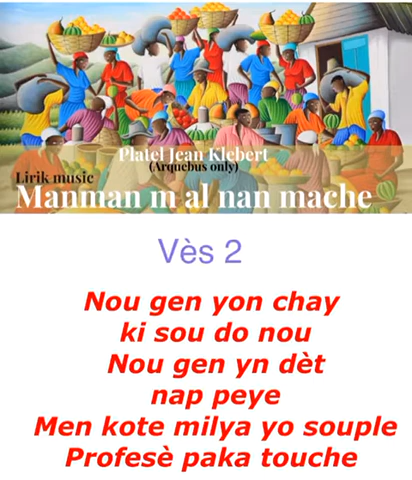 Platel Jean Klebert
(Arquebus only)
Lirik music
Manman m al nan mache
Vès 2
Nou gen yon chay
ki sou do nou
Nou gen yn dèt
nap peye
Men kote milya yo souple
Profesè paka touche